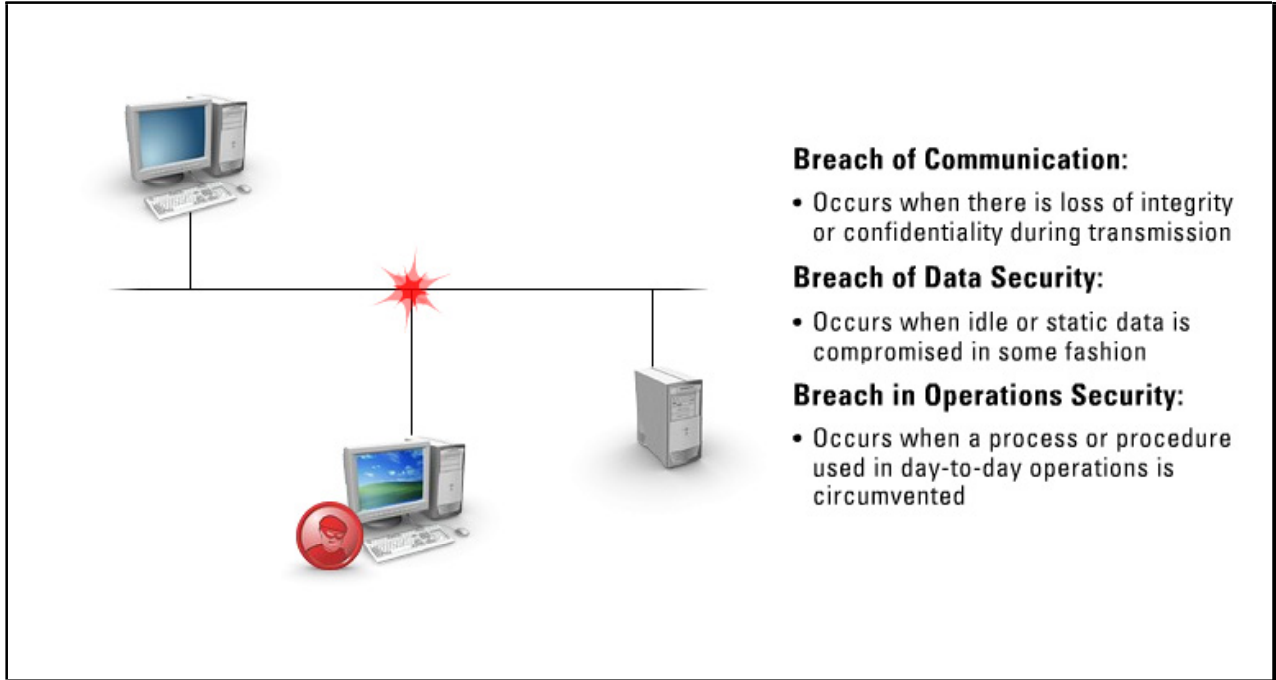 Breach of Communication:
• Occurs when there is loss of integrity
or confidentiality during transmission
Breach of Data Security:
• Occurs when idle or static data is
compromised in some fashion
Breach in Operations Security:
• Occurs when a process or procedure
used in day-to-day operations is
circumvented